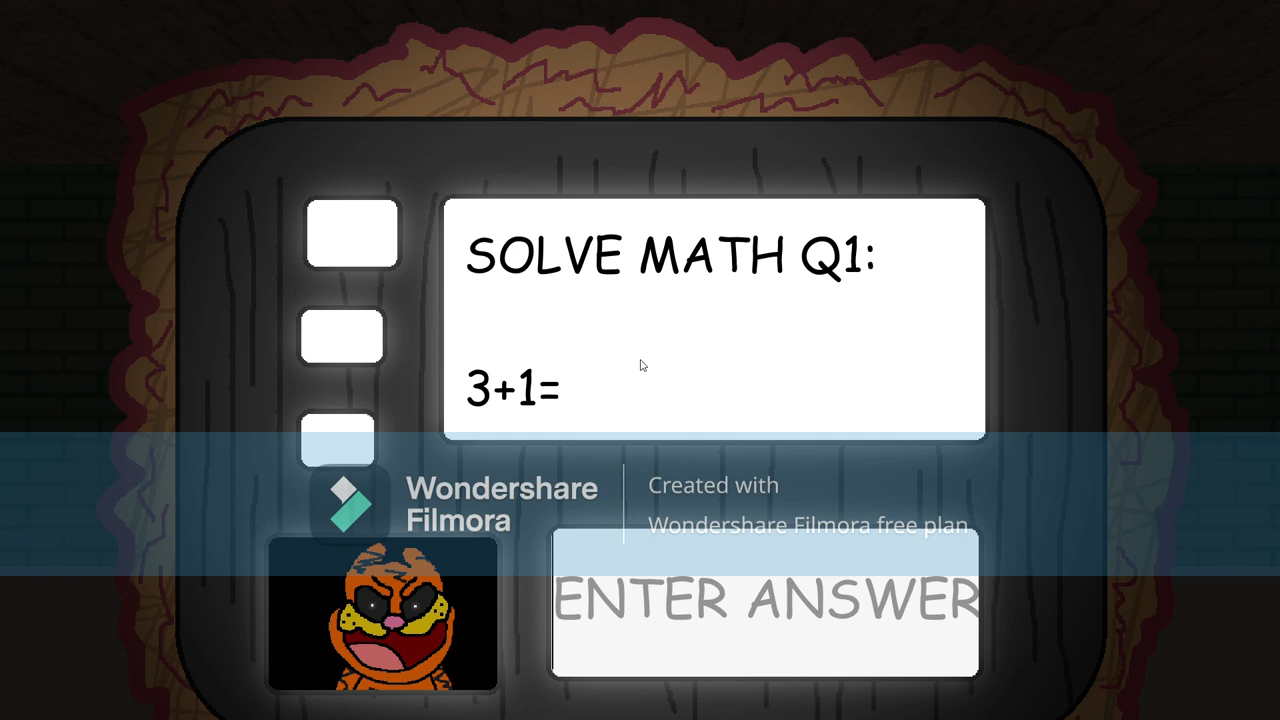 SOLVE MATH Q1:
3+1=
Wondershare
Filmora
Created with
Wondershare Filmora free plan
ENTER ANSWER